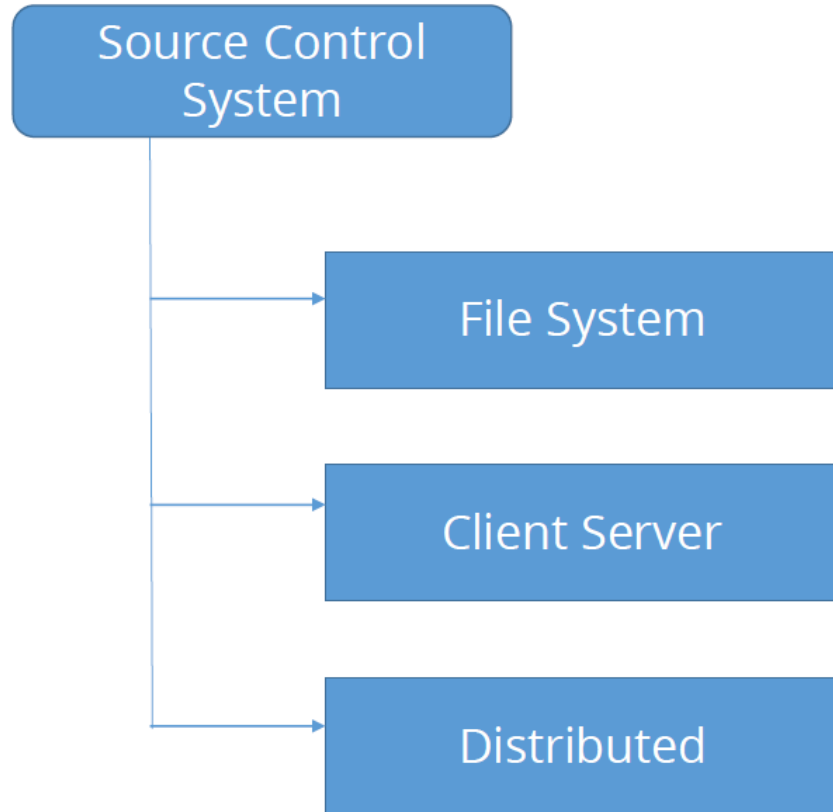 Source Control
System
File System
Client Server
Distributed